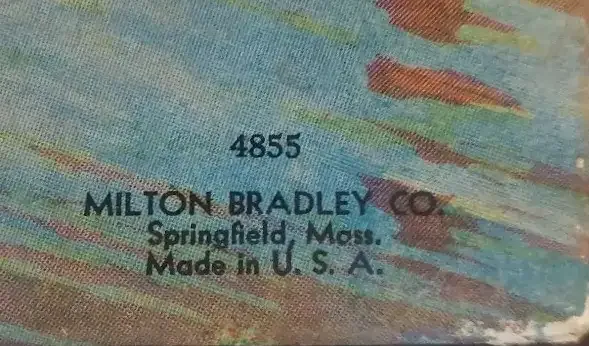 4855
MILTON BRADLEY CO.
Springfield, Mass.
Made in U. S. A.